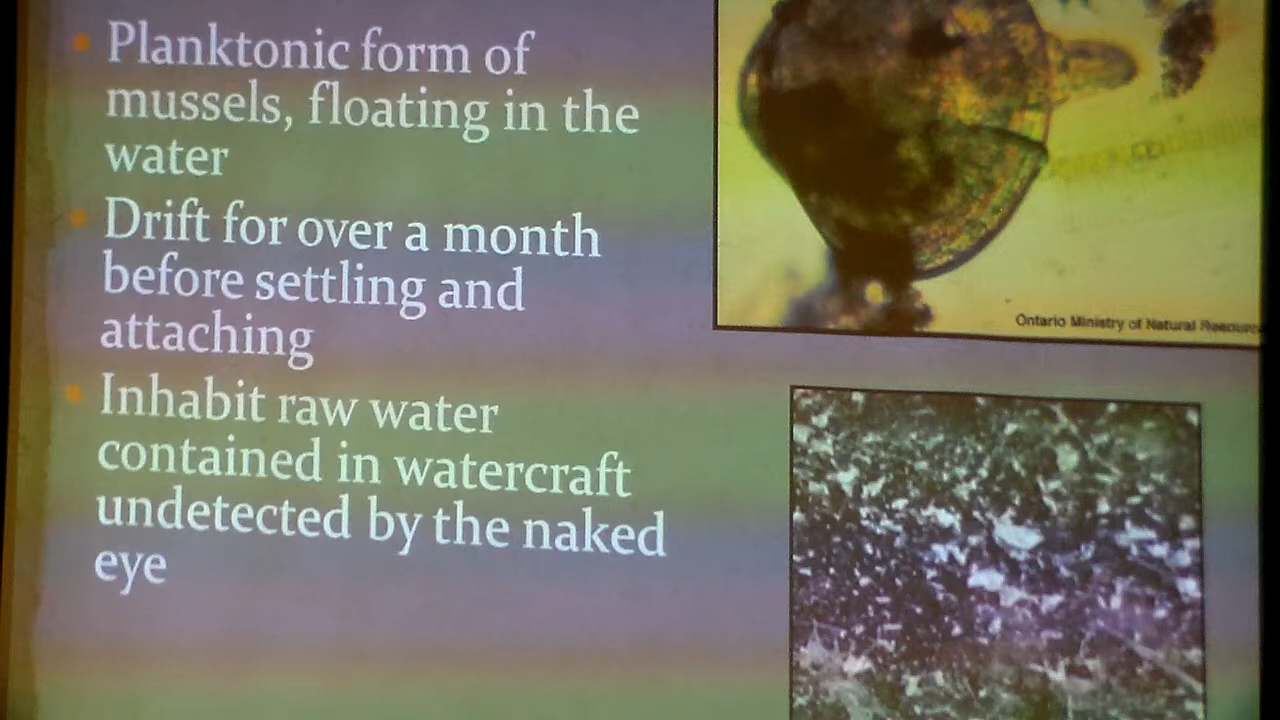 Planktonic form of
mussels, floating in the
water
Drift for over a month
before settling and
attaching
Inhabit raw water
contained in watercraft
undetected by the naked
eye
Ontario Ministry of Natural